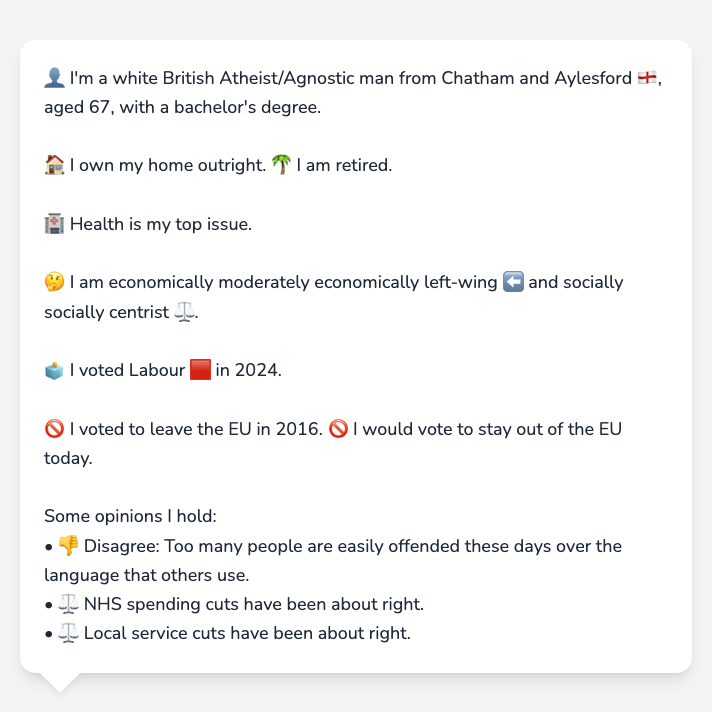 👤 I'm a white British Atheist/Agnostic man from Chatham and Aylesford 🏴󠁧󠁢󠁥󠁮󠁧󠁿,
aged 67, with a bachelor's degree.
🏠 I own my home outright. 🌴 I am retired.
🏥 Health is my top issue.
🤔 I am economically moderately economically left-wing ⬅️ and socially
socially centrist ⚖️.
🗳️ I voted Labour 🟥 in 2024.
🚫 I voted to leave the EU in 2016. 🚫 I would vote to stay out of the EU
today.
Some opinions I hold:
• 👎 Disagree: Too many people are easily offended these days over the
language that others use.
• ⚖️ NHS spending cuts have been about right.
• ⚖️ Local service cuts have been about right.